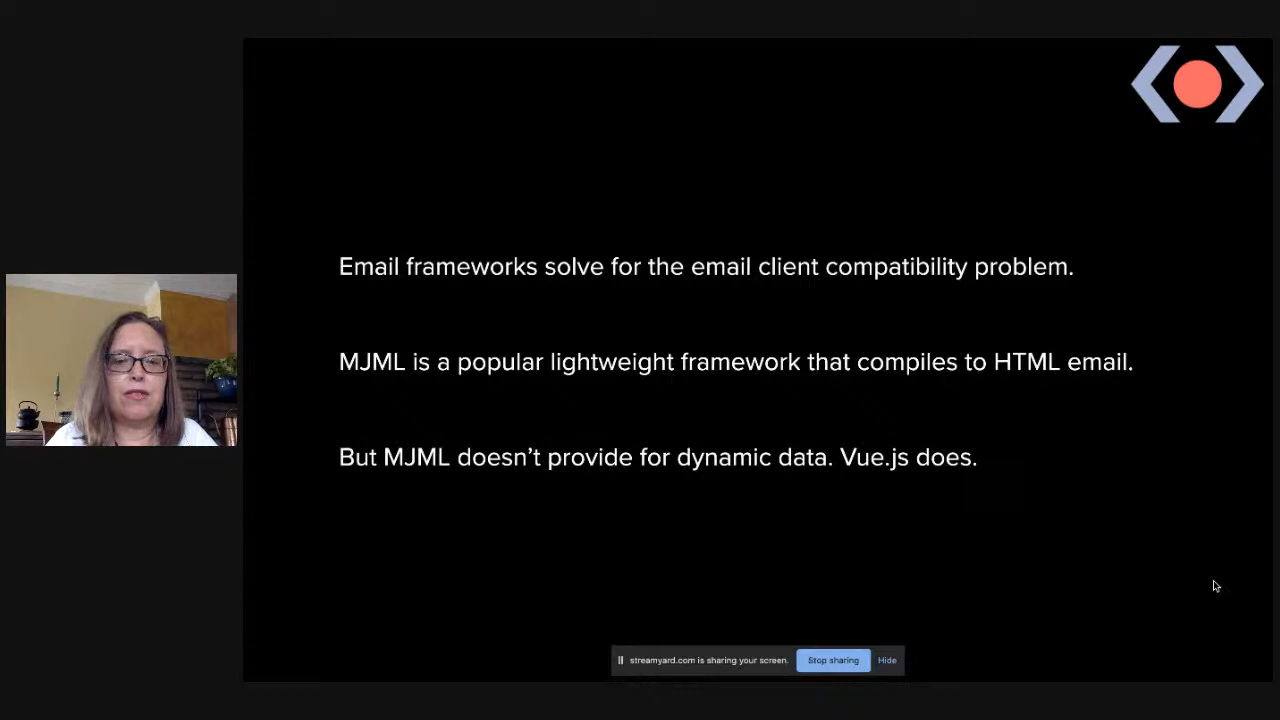 Email frameworks solve for the email client compatibility problem.
MJML is a popular lightweight framework that compiles to HTML email.
But MJML doesn’t provide for dynamic data. Vue.js does.
streamyard.com is sharing your screen. Stop sharing Hide